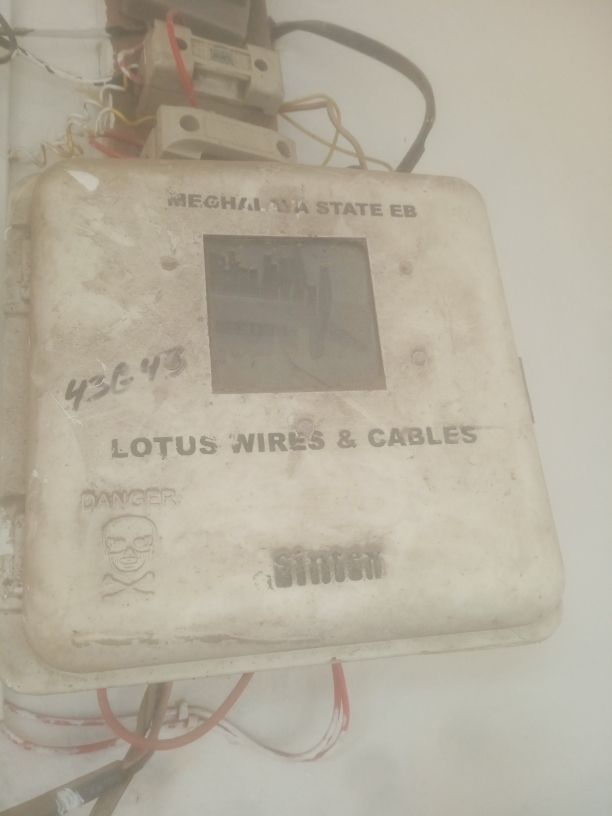 MEGHALAYA STATE EB
LOTUS WIRES & CABLES
DANGER
Sintex